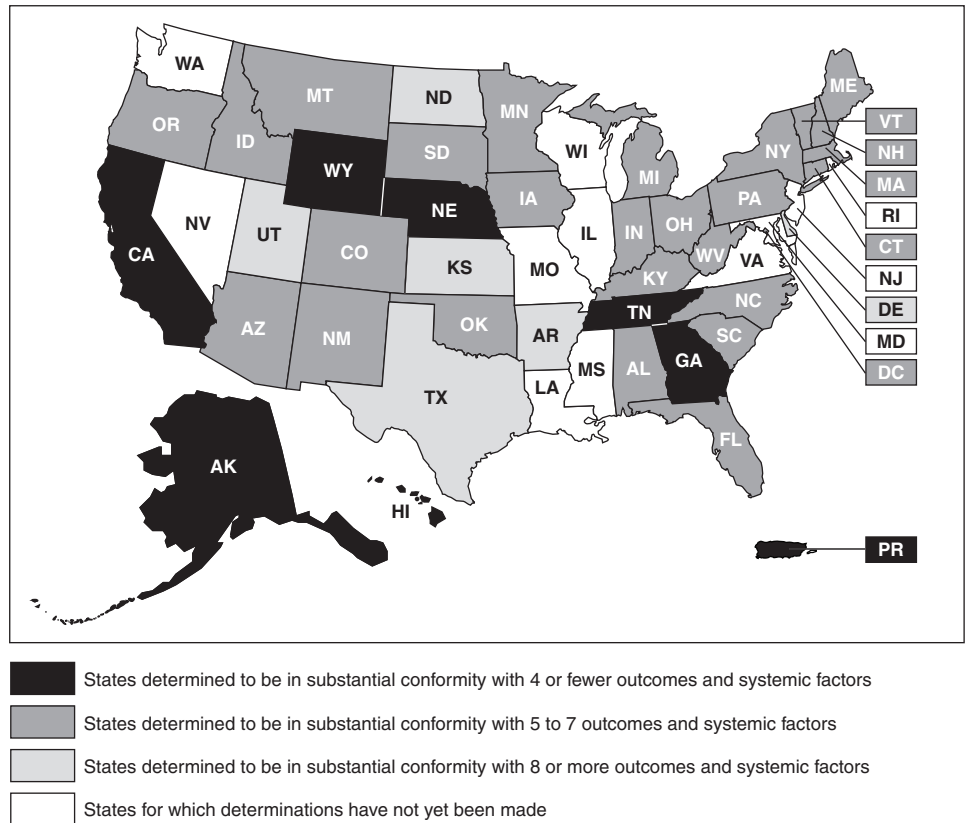 WA
MT
ND
MN
ME
VT
OR
ID
SD
WI
NY
NH
WY
MI
MA
NE
IA
PA
RI
NV
UT
CO
IL
IN
OH
WV
CT
CA
KS
MO
KY
VA
NJ
AZ
NM
OK
AR
TN
NC
DE
SC
MD
TX
LA
MS
AL
GA
DC
FL
AK
HI
PR
States determined to be in substantial conformity with 4 or fewer outcomes and systemic factors
States determined to be in substantial conformity with 5 to 7 outcomes and systemic factors
States determined to be in substantial conformity with 8 or more outcomes and systemic factors
States for which determinations have not yet been made